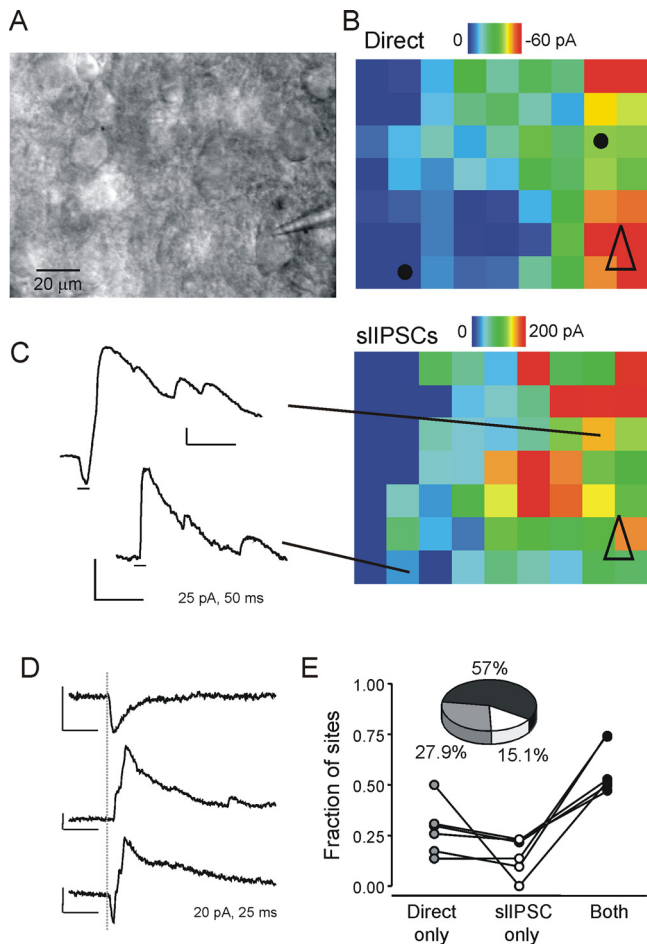 A
20 μm
B
Direct
0
-60 pA
sIIPSCs
0
200 pA
C
25 pA, 50 ms
D
20 pA, 25 ms
E
57%
27.9%
15.1%
Fraction of sites
1.00
0.75
0.50
0.25
0.00
Direct only
sIIPSC only
Both